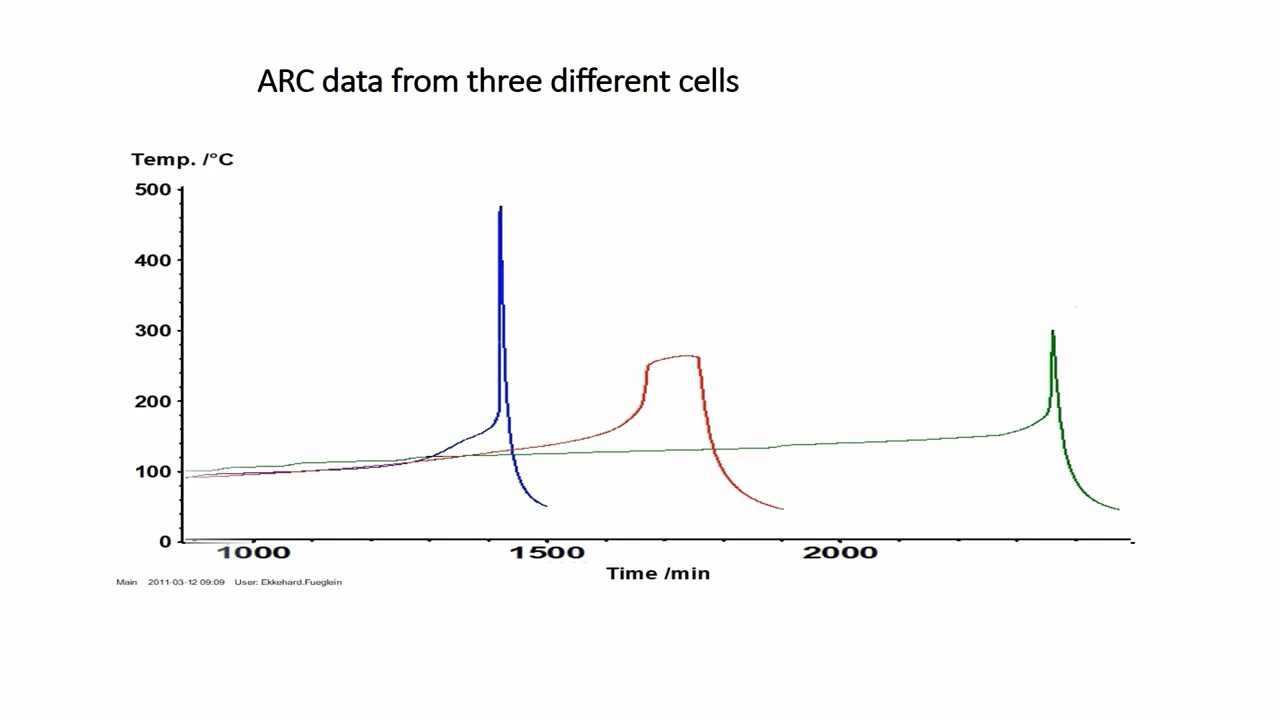 ARC data from three different cells
Temp. /°C
500
400
300
200
100
0
1000 1500 2000
Time /min
Main 2011-03-12 09:09 User: Ekkehard.Fueglein